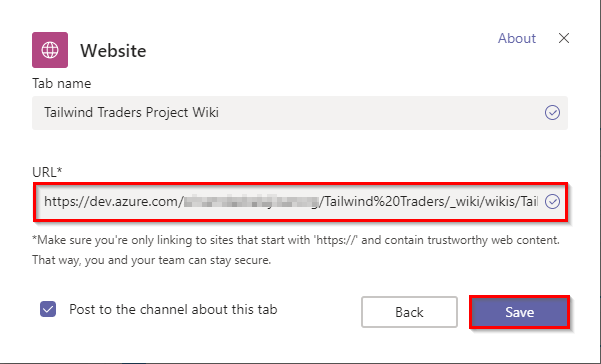 About
Website
Tab name
Tailwind Traders Project Wiki
URL*
https://dev.azure.com/ /Tailwind%20Traders/_wiki/wikis/Tail
*Make sure you're only linking to sites that start with 'https://' and contain trustworthy web content.
That way, you and your team can stay secure.
Post to the channel about this tab
Back
Save